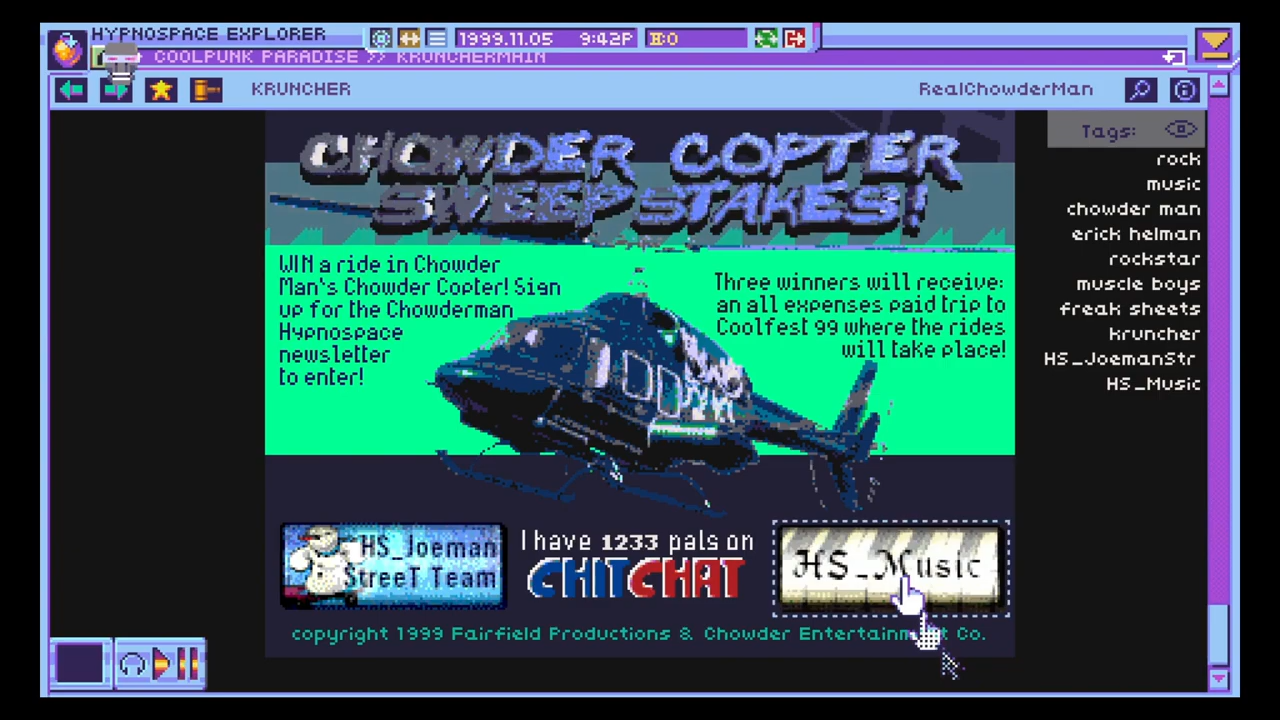 HYPNOSPACE EXPLORER
1999.11.05 9:42P :0
COOLPUNK PARADISE >> KRUNCHERMAIN
KRUNCHER
RealChowderMan
CHOWDER COPTER
SWEEPSTAKES!
WIN a ride in Chowder
Man's Chowder Copter! Sign
up for the Chowderman
Hypnospace
newsletter
to enter!
Three winners will receive:
an all expenses paid trip to
Coolfest 99 where the rides
will take place!
HS_Joeman
StreeT Team
I have 1233 pals on
CHITCHAT
HS_Music
copyright 1999 Fairfield Productions & Chowder Entertainment Co.
Tags:
rock
music
chowder man
erick helman
rockstar
muscle boys
freak sheets
kruncher
HS_JoemanStr
HS_Music